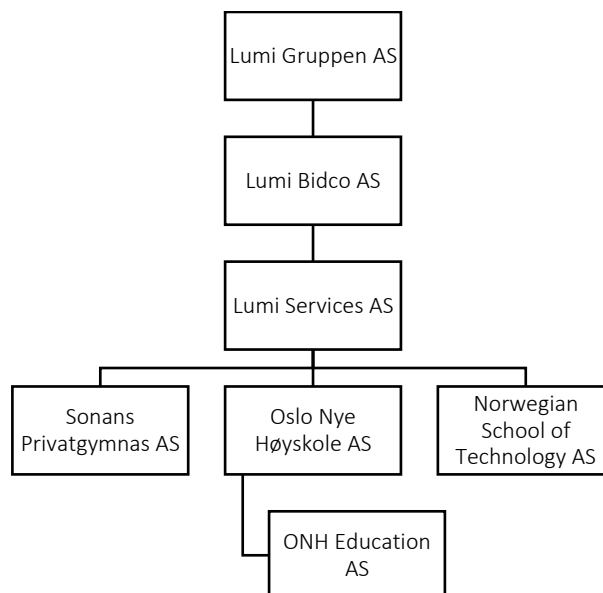 Lumi Gruppen AS
Lumi Bidco AS
Lumi Services AS
Sonans
Privatgymnas AS
Oslo Nye
Høyskole AS
Norwegian
School of
Technology AS
ONH Education
AS